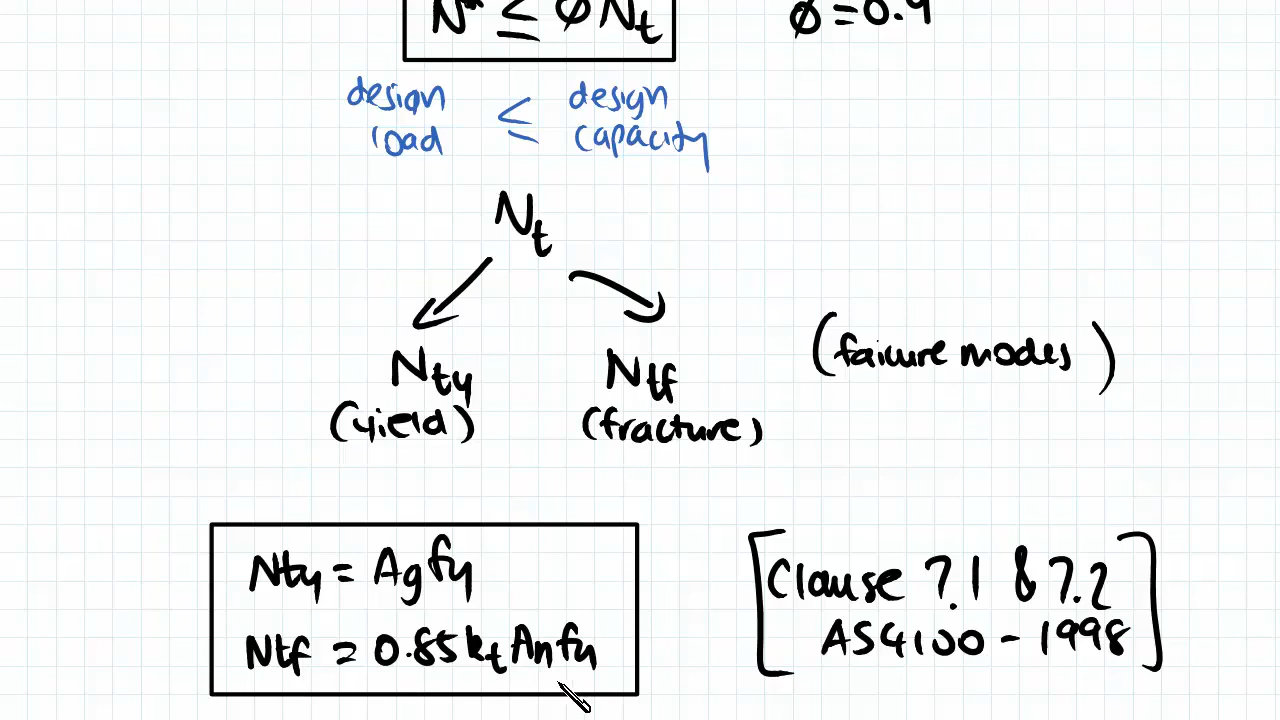 N* ≤ ϕNt ϕ=0.9
design load ≤ design capacity
Nt
Nty Ntf (failure modes)
(yield) (fracture)
Nty = Agfy
Ntf = 0.85ktAnfu
[Clause 7.1 & 7.2
AS4100 - 1998]